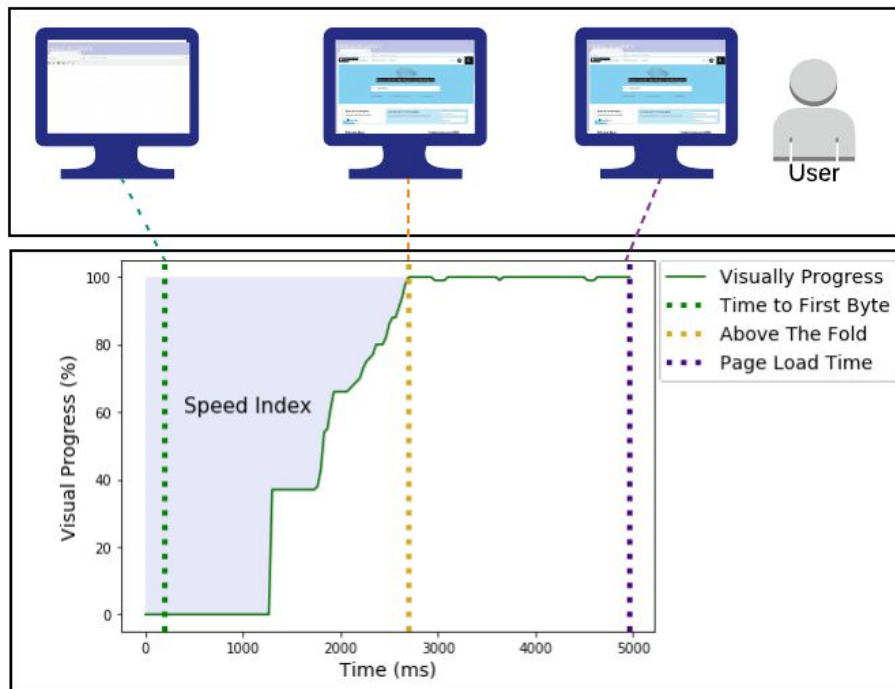 User
100
80
60
40
20
0
Visual Progress (%)
Speed Index
0 1000 2000 3000 4000 5000
Time (ms)
Visually Progress
Time to First Byte
Above The Fold
Page Load Time